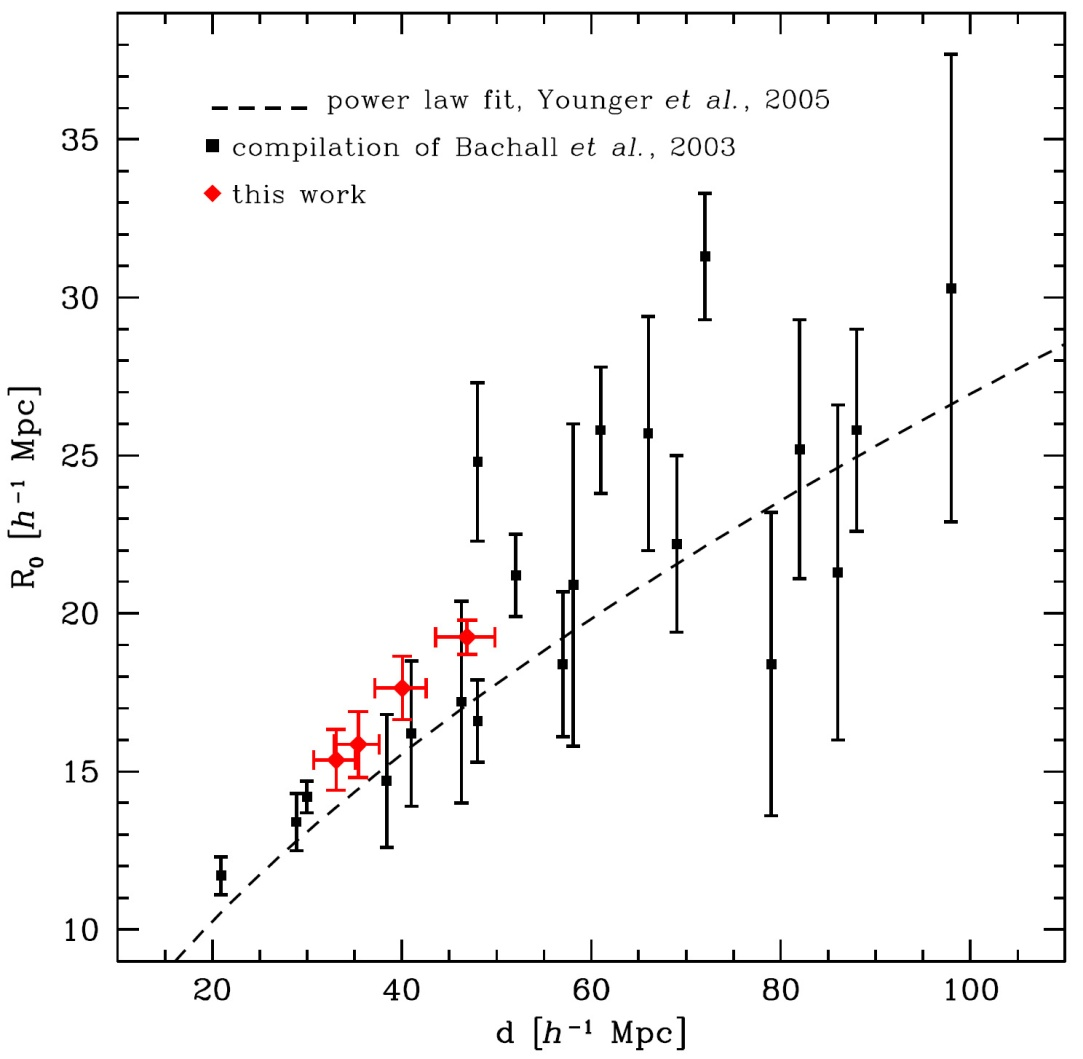 power law fit, Younger et al., 2005
compilation of Bachall et al., 2003
this work
35
30
25
20
15
10
R₀ [h⁻¹ Mpc]
20 40 60 80 100
d [h⁻¹ Mpc]